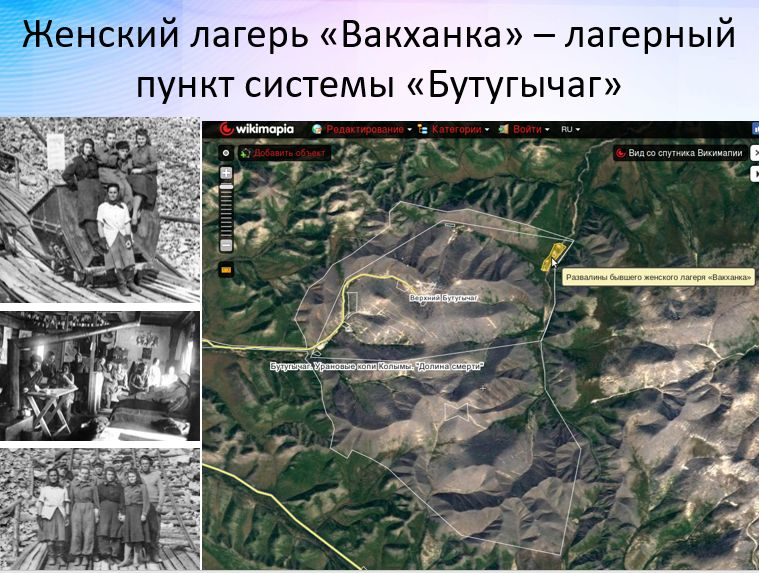 Женский лагерь «Вакханка» – лагерный
пункт системы «Бутугычаг»
wikimapia Редактирование Категории Войти RU
Добавить объект
Вид со спутника Викимапии
Развалины бывшего женского лагеря «Вакханка»
Верхний Бутугычаг
Бутугычаг. Урановые копи Колымы. "Долина смерти"